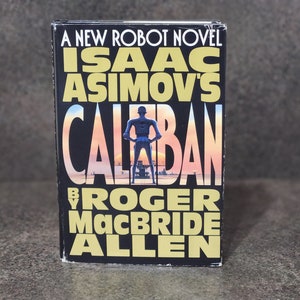 A NEW ROBOT NOVEL
ISAAC
ASIMOV'S
CALIBAN
BY ROGER
MACBRIDE
ALLEN